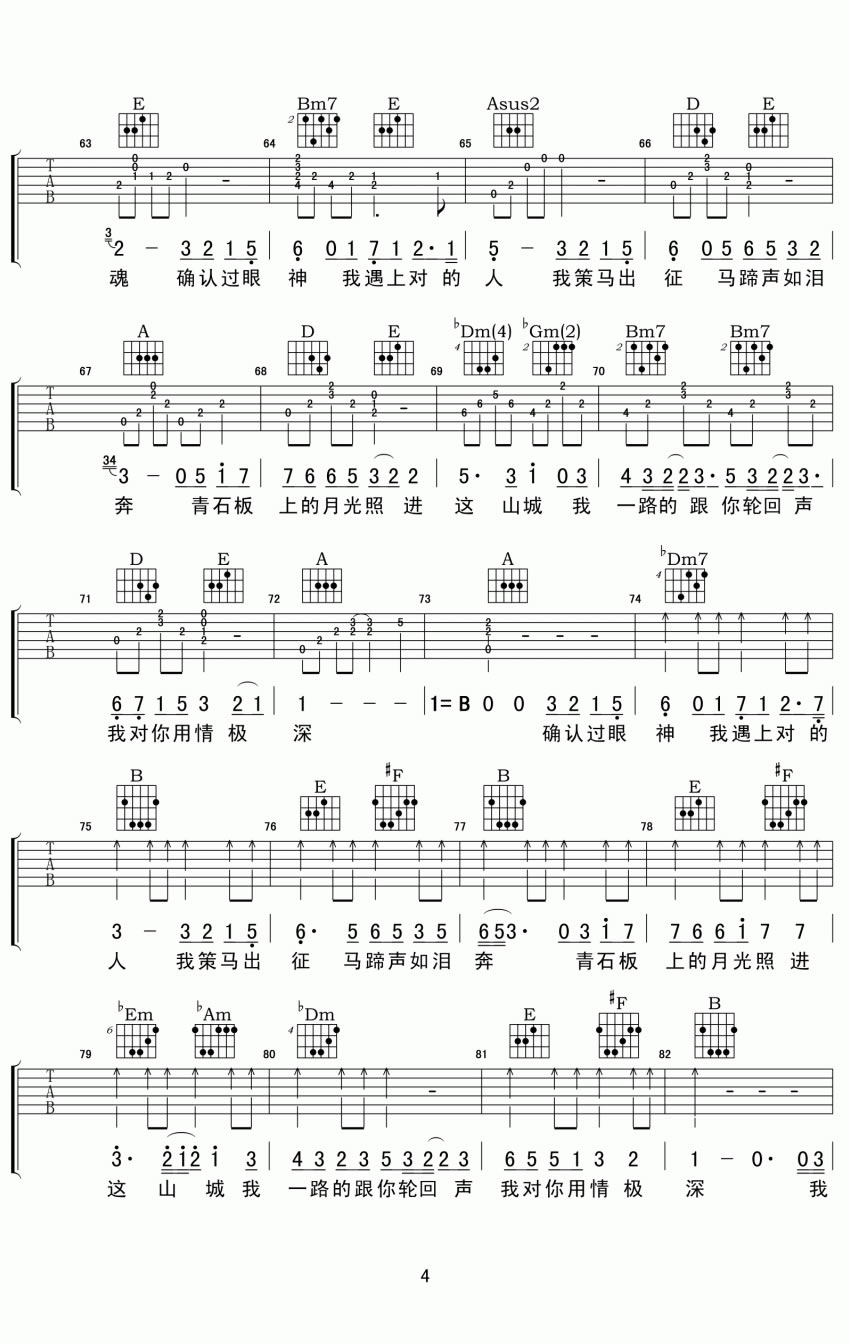 E Bm7 E Asus2 D E
63 2 64 65 66
T A B
3 2 – 3 2 1 5 | 6 0 1 7 1 2· 1 | 5 – 3 2 1 5 | 6 0 5 6 5 3 2
魂 确认过眼 神 我遇上对 的 人 我策马出 征 马蹄声如泪
A D E ♭Dm(4) ♭Gm(2) Bm7 Bm7
67 68 4 69 2 2 70 2
T A B
34 3 – 0 5 i 7 | 7 6 6 5 3 2 2 | 5· 3 i 0 3 | 4 3 2 2 3· 5 3 2 2 3·
奔 青石板 上的月光照 进 这 山城 我 一路的 跟 你轮回 声
D E A A ♭Dm7
71 72 73 74 4
T A B
6 7 1 5 3 2 1 | 1 – – – | 1= B 0 0 3 2 1 5 | 6 0 1 7 1 2· 7
我对你用情 极 深 确认过眼 神 我遇上对 的
B E ♯F B E ♯F
75 76 77 78
T A B
3 – 3 2 1 5 | 6· 5 6 5 3 5 | 6 5 3· 0 3 i 7 | 7 6 6 i 7 7
人 我策马出 征 马蹄声如泪 奔 青石板 上的月光照 进
♭Em ♭Am ♭Dm E ♯F B
79 6 80 4 81 82
T A B
3· 2 i 2 i 3 | 4 3 2 3 5 3 2 2 3 | 6 5 5 1 3 2 | 1 – 0· 0 3
这 山 城 我 一路的跟你轮回 声 我对你用情 极 深 我
4